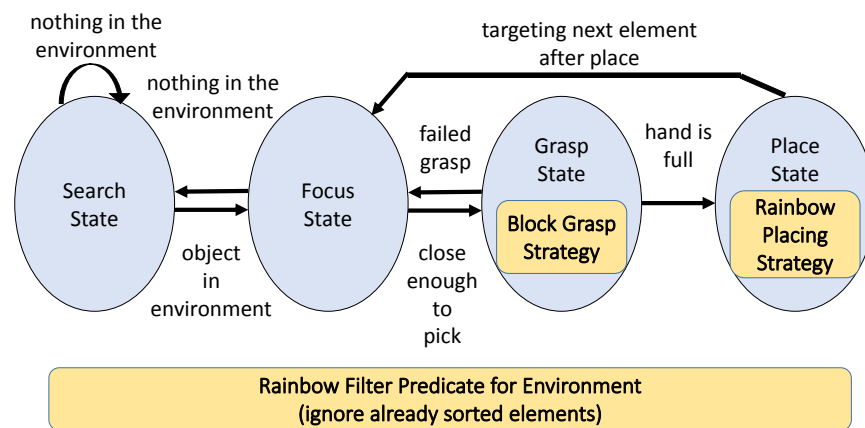 nothing in the
environment
nothing in the
environment
targeting next element
after place
failed
grasp
hand is
full
Search
State
Focus
State
Grasp
State
Block Grasp
Strategy
Place
State
Rainbow
Placing
Strategy
object
in
environment
close
enough
to
pick
Rainbow Filter Predicate for Environment
(ignore already sorted elements)